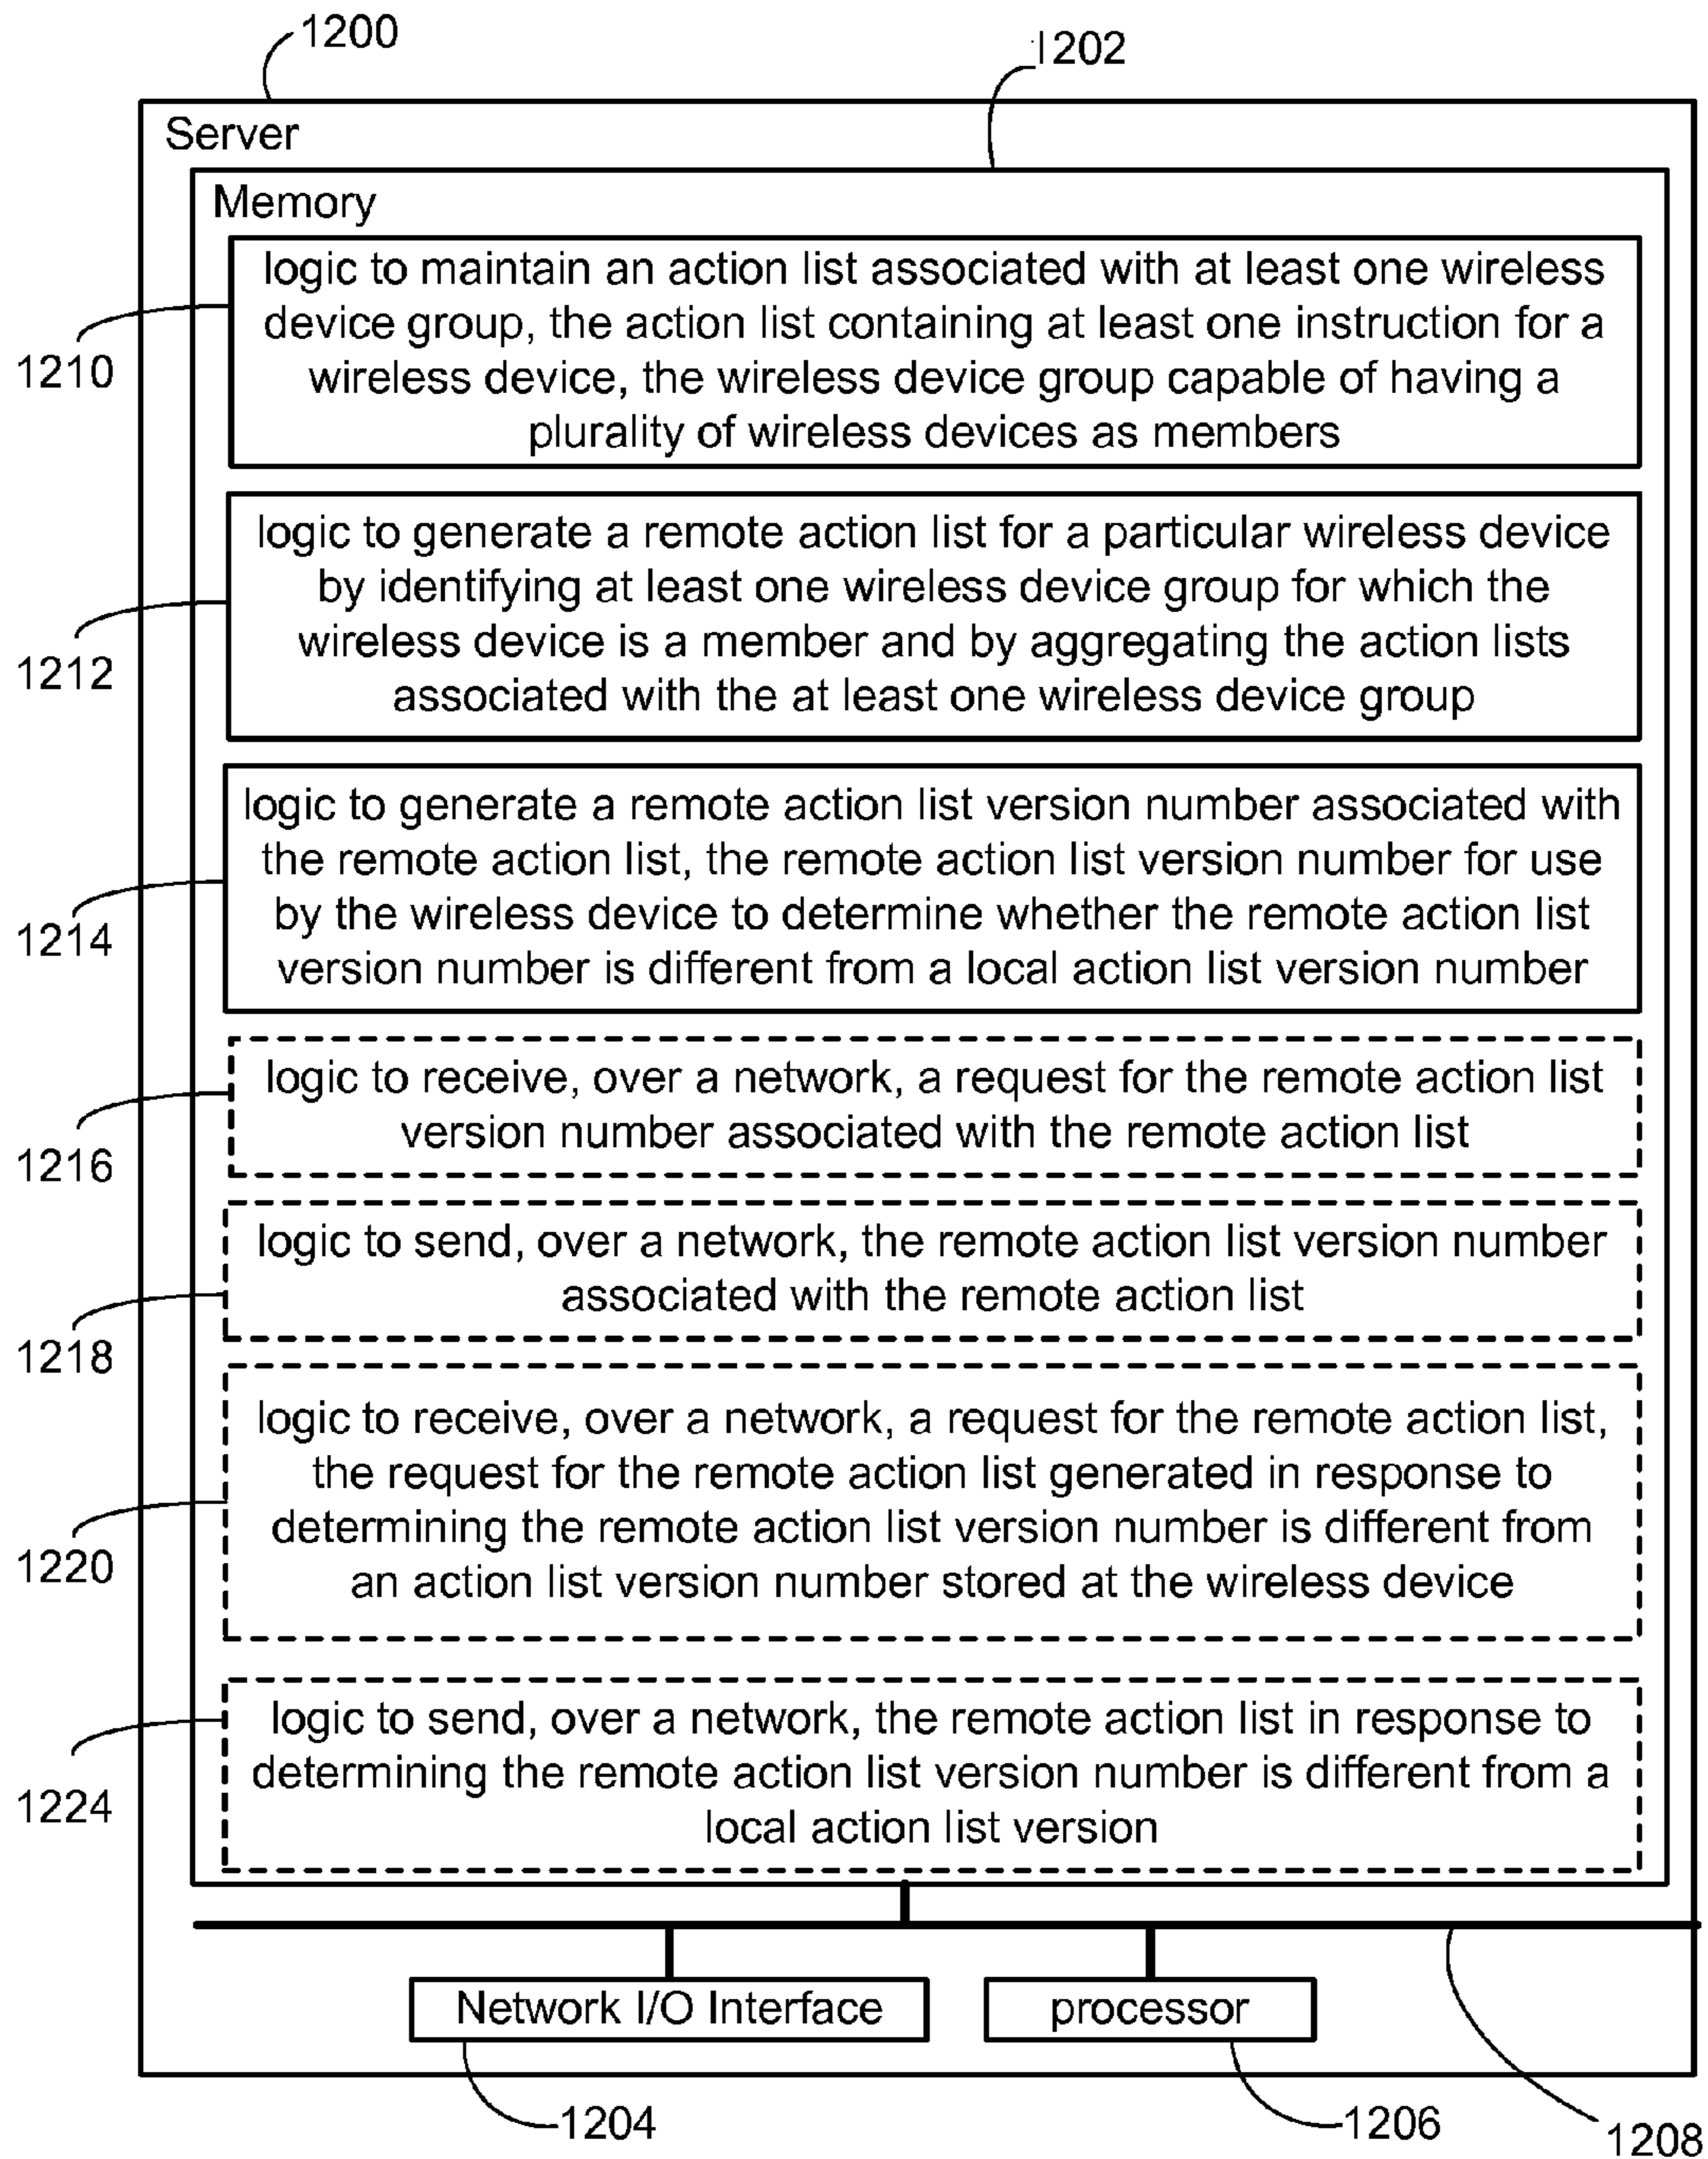 1200
1202
Server
Memory
logic to maintain an action list associated with at least one wireless
device group, the action list containing at least one instruction for a
wireless device, the wireless device group capable of having a
plurality of wireless devices as members
1210
logic to generate a remote action list for a particular wireless device
by identifying at least one wireless device group for which the
wireless device is a member and by aggregating the action lists
associated with the at least one wireless device group
1212
logic to generate a remote action list version number associated with
the remote action list, the remote action list version number for use
by the wireless device to determine whether the remote action list
version number is different from a local action list version number
1214
logic to receive, over a network, a request for the remote action list
version number associated with the remote action list
1216
logic to send, over a network, the remote action list version number
associated with the remote action list
1218
logic to receive, over a network, a request for the remote action list,
the request for the remote action list generated in response to
determining the remote action list version number is different from
an action list version number stored at the wireless device
1220
logic to send, over a network, the remote action list in response to
determining the remote action list version number is different from a
local action list version
1224
Network I/O Interface
processor
1204
1206
1208